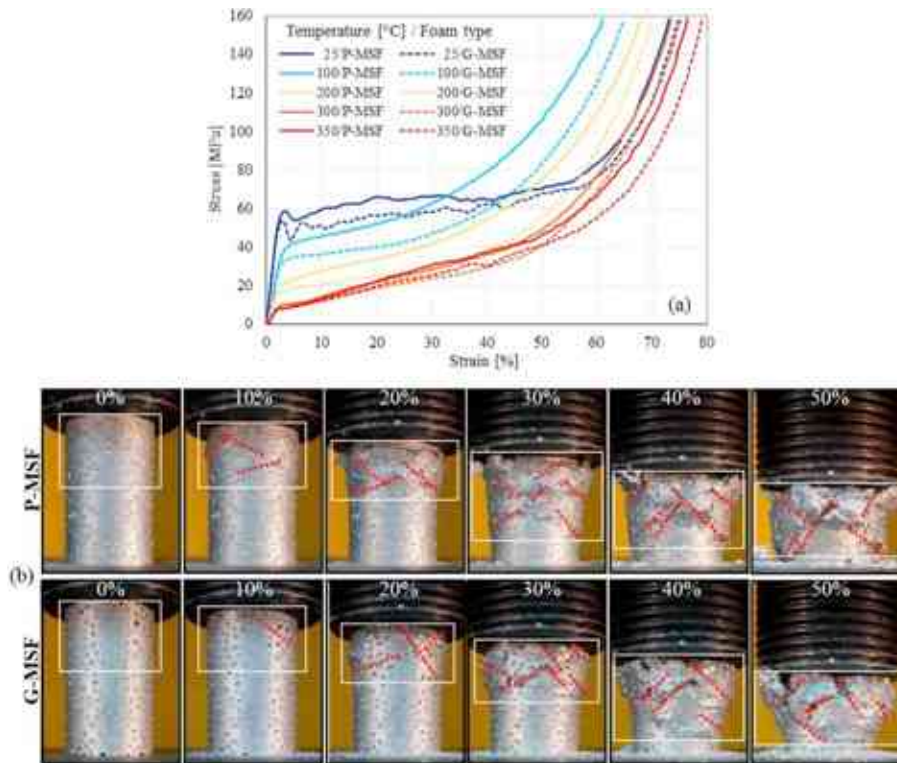 160
140
120
100
80
60
40
20
0
Stress [MPa]
Temperature [°C] / Foam type
25/P-MSF 25/G-MSF
100/P-MSF 100/G-MSF
200/P-MSF 200/G-MSF
300/P-MSF 300/G-MSF
350/P-MSF 350/G-MSF
(a)
0 10 20 30 40 50 60 70 80
Strain [%]
(b)
P-MSF
0% 10% 20% 30% 40% 50%
G-MSF
0% 10% 20% 30% 40% 50%